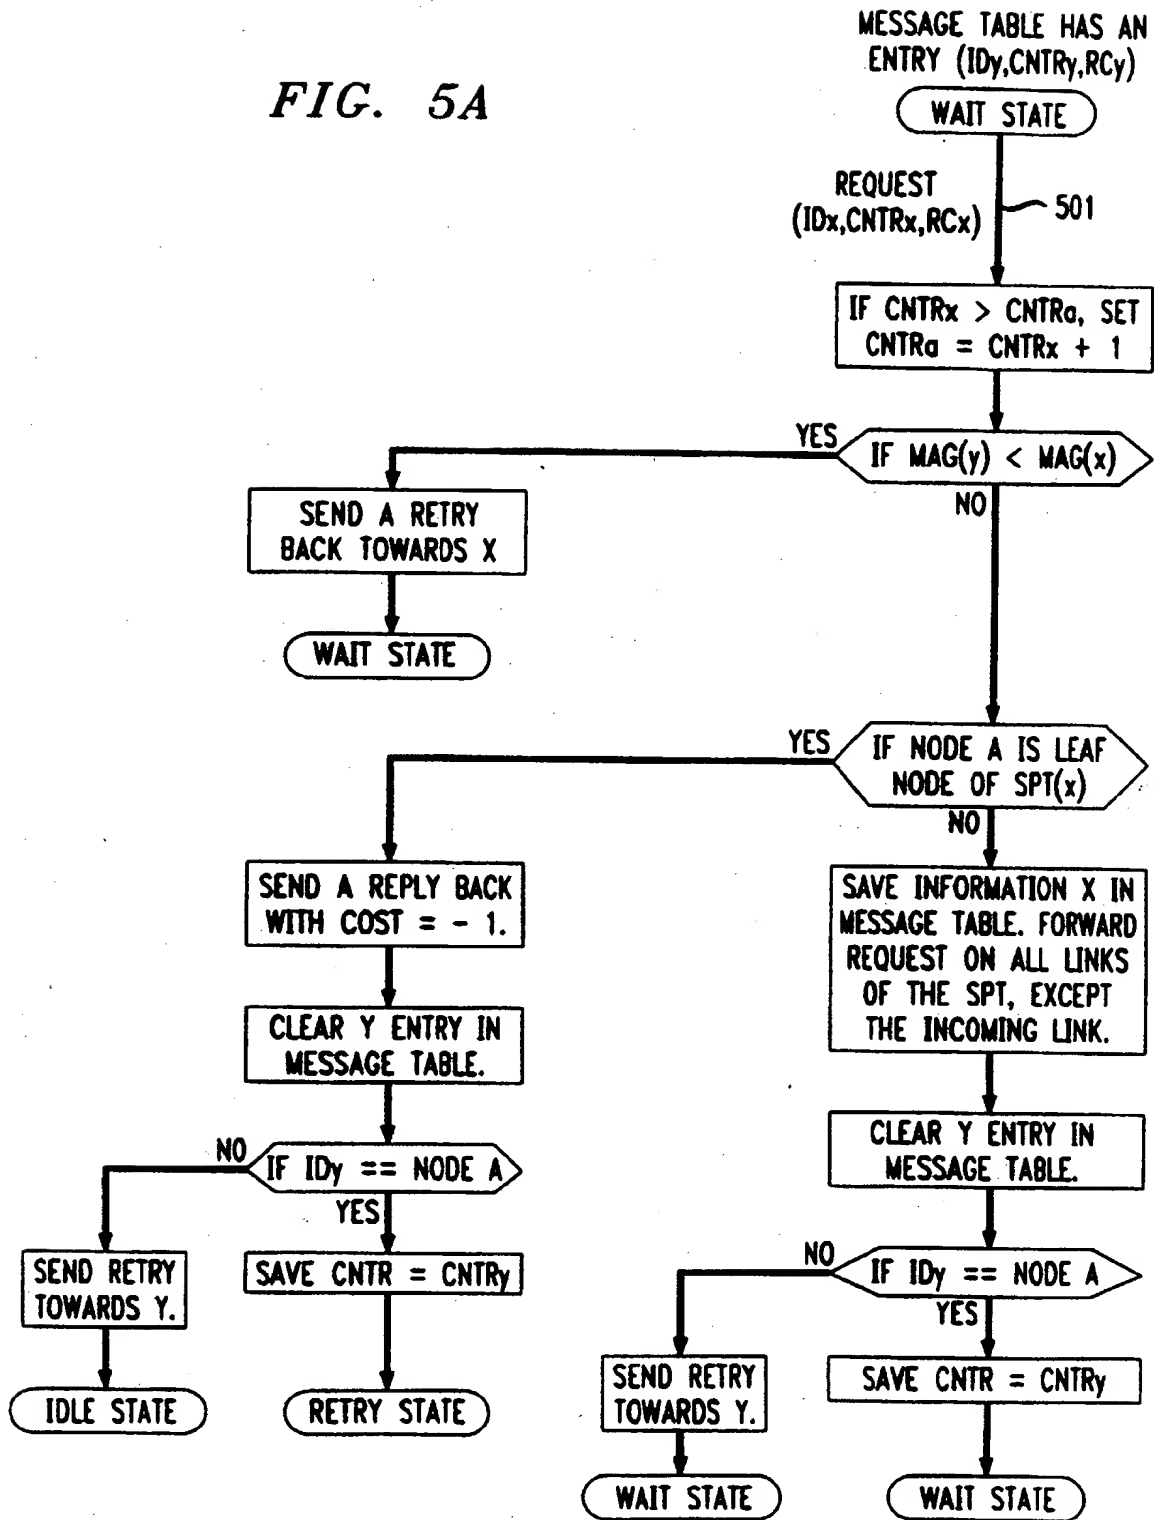 FIG. 5A
MESSAGE TABLE HAS AN
ENTRY (IDy,CNTRy,RCy)
WAIT STATE
REQUEST
(IDx,CNTRx,RCx)
501
IF CNTRx > CNTRa, SET
CNTRa = CNTRx + 1
IF MAG(y) < MAG(x)
YES
NO
SEND A RETRY
BACK TOWARDS X
WAIT STATE
IF NODE A IS LEAF
NODE OF SPT(x)
YES
NO
SEND A REPLY BACK
WITH COST = - 1.
CLEAR Y ENTRY IN
MESSAGE TABLE.
IF IDy == NODE A
NO
YES
SEND RETRY
TOWARDS Y.
IDLE STATE
SAVE CNTR = CNTRy
RETRY STATE
SAVE INFORMATION X IN
MESSAGE TABLE. FORWARD
REQUEST ON ALL LINKS
OF THE SPT, EXCEPT
THE INCOMING LINK.
CLEAR Y ENTRY IN
MESSAGE TABLE.
IF IDy == NODE A
NO
YES
SEND RETRY
TOWARDS Y.
WAIT STATE
SAVE CNTR = CNTRy
WAIT STATE